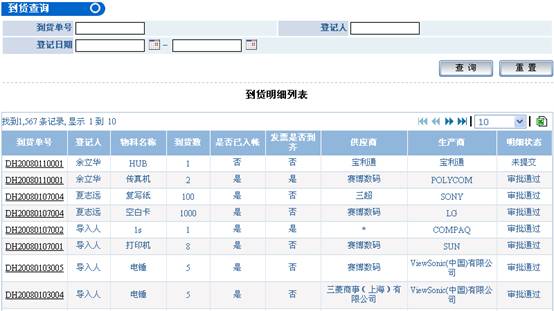 到货查询
到货单号 登记人
登记日期 –
查 询 重 置
到货明细列表
找到1,567 条记录, 显示 1 到 10 10
到货单号 登记人 物料名称 到货数 是否已入帐 发票是否到齐 供应商 生产商 明细状态
DH20080110001 余立华 HUB 1 否 否 宝利通 宝利通 未提交
DH20080110001 余立华 传真机 2 是 是 赛博数码 POLYCOM 审批通过
DH20080107004 夏志远 复写纸 100 是 否 三超 SONY 审批通过
DH20080107004 夏志远 空白卡 1000 是 否 赛博数码 LG 审批通过
DH20080107002 导入人 1s 1 是 是 * COMPAQ 审批通过
DH20080107001 导入人 打印机 8 是 否 赛博数码 SUN 审批通过
DH20080103005 导入人 电锤 5 是 否 赛博数码 ViewSonic(中国)有限公司 审批通过
DH20080103004 导入人 电锤 5 是 否 三菱商事(上海)有限公司 ViewSonic(中国)有限公司 审批通过